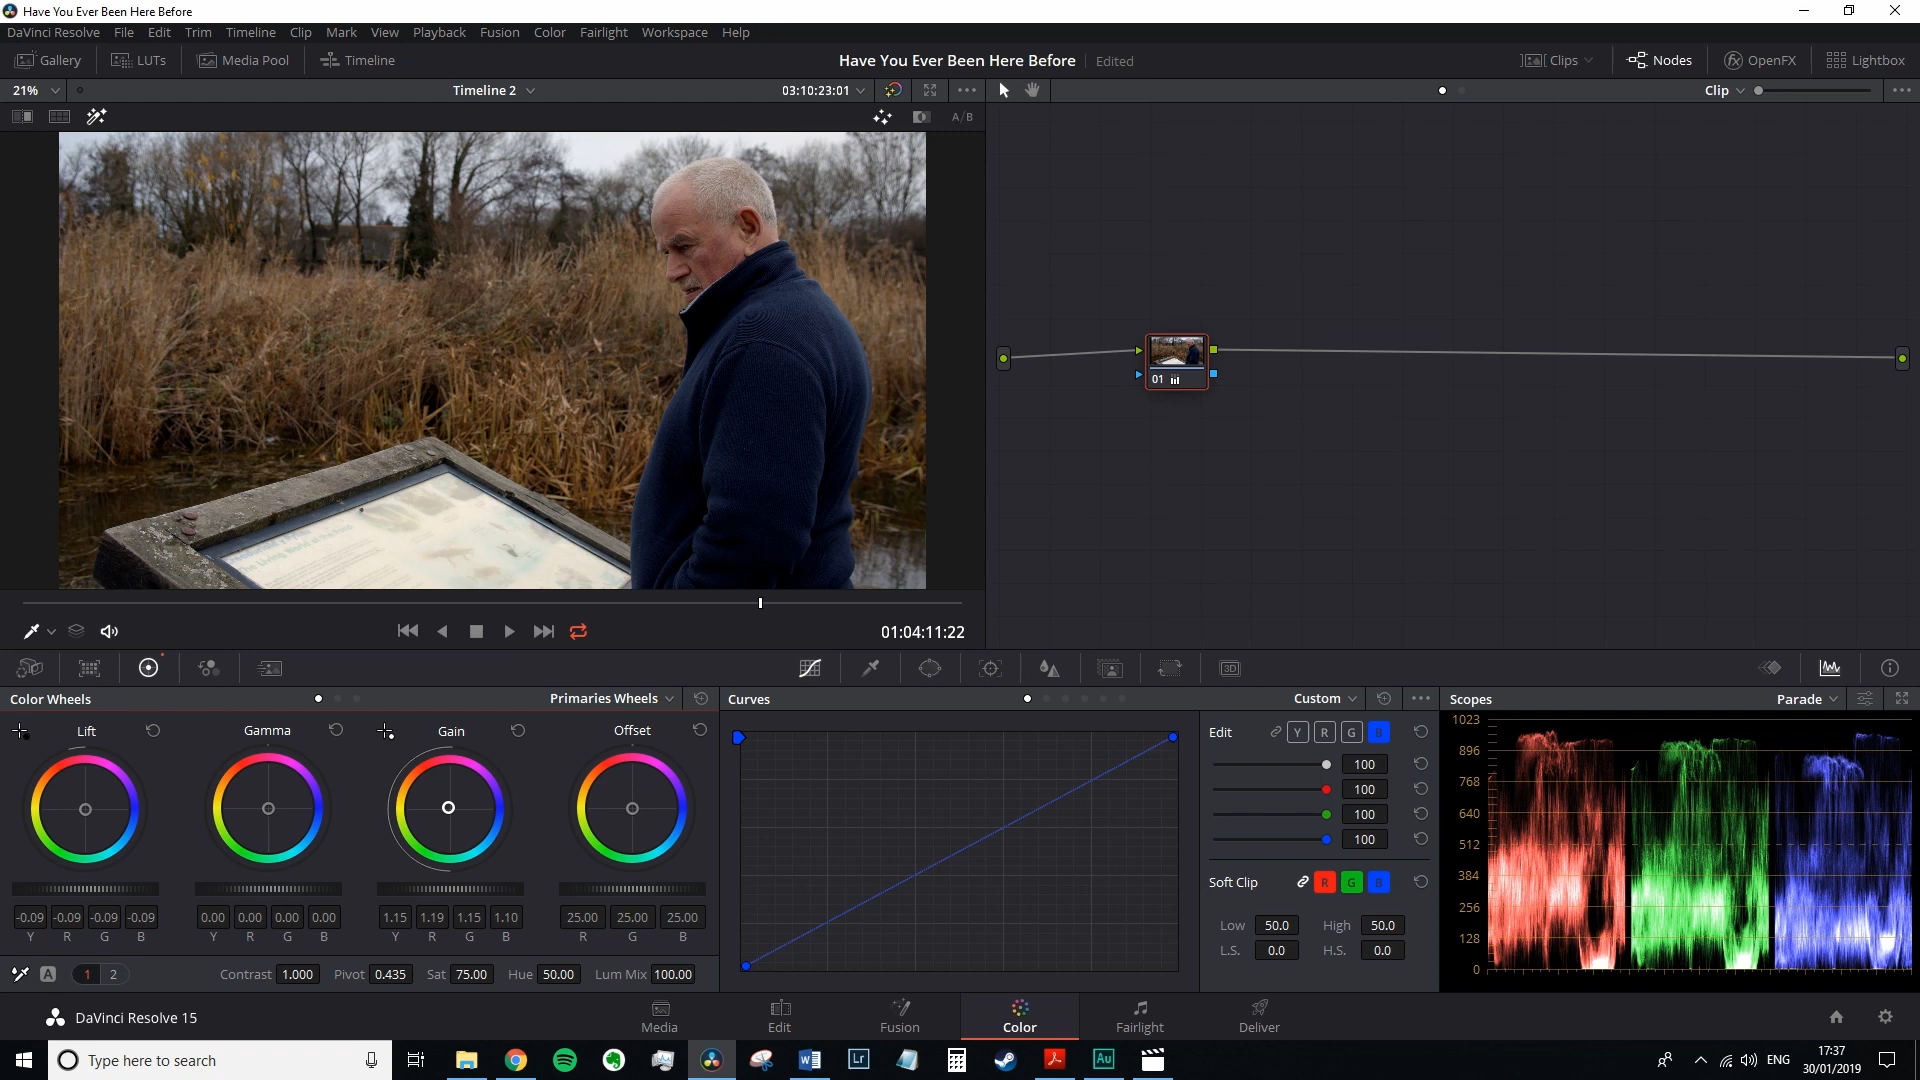 Have You Ever Been Here Before
DaVinci Resolve File Edit Trim Timeline Clip Mark View Playback Fusion Color Fairlight Workspace Help
Gallery LUTs Media Pool Timeline Have You Ever Been Here Before Edited Clips Nodes OpenFX Lightbox
21% Timeline 2 03:10:23:01 Clip
A/B
01
01:04:11:22
3D
Color Wheels Primaries Wheels Curves Custom Scopes Parade
Lift Gamma Gain Offset
-0.09 -0.09 -0.09 -0.09 0.00 0.00 0.00 0.00 1.15 1.19 1.15 1.10 25.00 25.00 25.00
Y R G B Y R G B Y R G B R G B
A 1 2 Contrast 1.000 Pivot 0.435 Sat 75.00 Hue 50.00 Lum Mix 100.00
Edit Y R G B
100
100
100
100
Soft Clip R G B
Low 50.0 High 50.0
L.S. 0.0 H.S. 0.0
1023
896
768
640
512
384
256
128
0
DaVinci Resolve 15 Media Edit Fusion Color Fairlight Deliver
Type here to search Lr Au ENG 17:37
30/01/2019